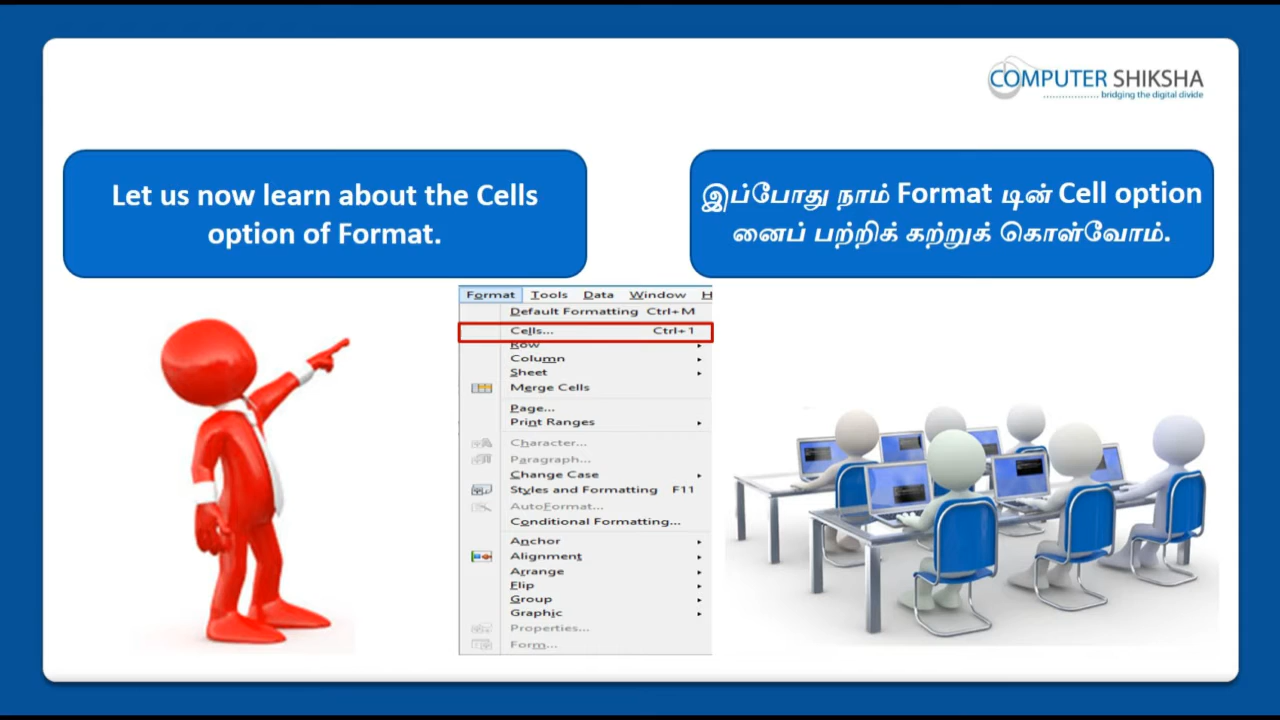 COMPUTER SHIKSHA
bridging the digital divide
Let us now learn about the Cells
option of Format.
இப்போது நாம் Format டின் Cell option
னைப் பற்றிக் கற்றுக் கொள்வோம்.
Format Tools Data Window H
Default Formatting Ctrl+M
Cells... Ctrl+1
Row
Column
Sheet
Merge Cells
Page...
Print Ranges
Character...
Paragraph...
Change Case
Styles and Formatting F11
AutoFormat...
Conditional Formatting...
Anchor
Alignment
Arrange
Flip
Group
Graphic
Properties...
Form...